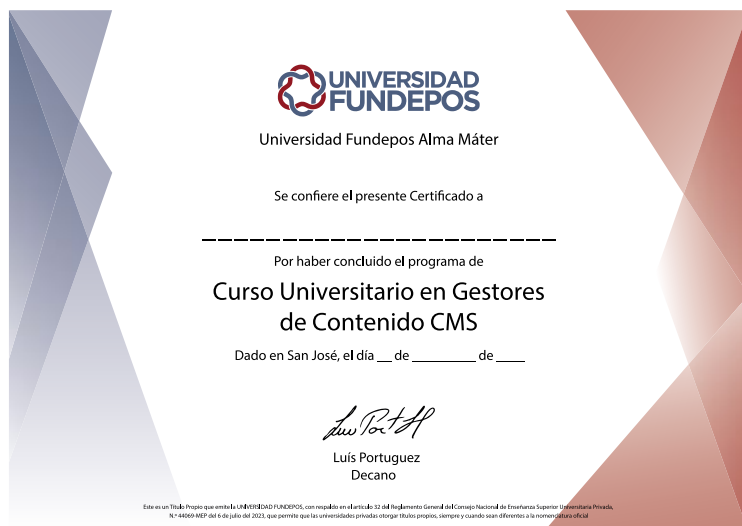 UNIVERSIDAD
FUNDEPOS
Universidad Fundepos Alma Máter
Se confiere el presente Certificado a
Por haber concluido el programa de
Curso Universitario en Gestores
de Contenido CMS
Dado en San José, el día __ de ________ de ____
Luís Portuguez
Decano
Este es un Título Propio que emite la UNIVERSIDAD FUNDEPOS, con respaldo en el artículo 32 del Reglamento General del Consejo Nacional de Enseñanza Superior Universitaria Privada,
N.º 44069-MEP del 6 de julio del 2023, que permite que las universidades privadas otorgar títulos propios, siempre y cuando sean diferentes a la nomenclatura oficial